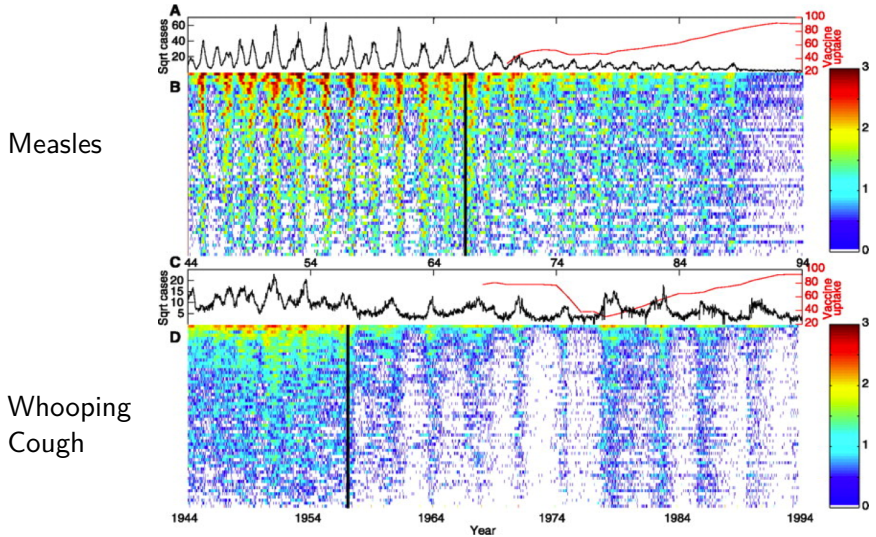 A
Sqrt cases
60
40
20
100
80
60
40
20
Vaccine
uptake
B
3
2
1
0
Measles
44
54
64
74
84
94
C
Sqrt cases
20
15
10
5
100
80
60
40
20
Vaccine
uptake
D
3
2
1
0
Whooping
Cough
1944
1954
1964
1974
1984
1994
Year